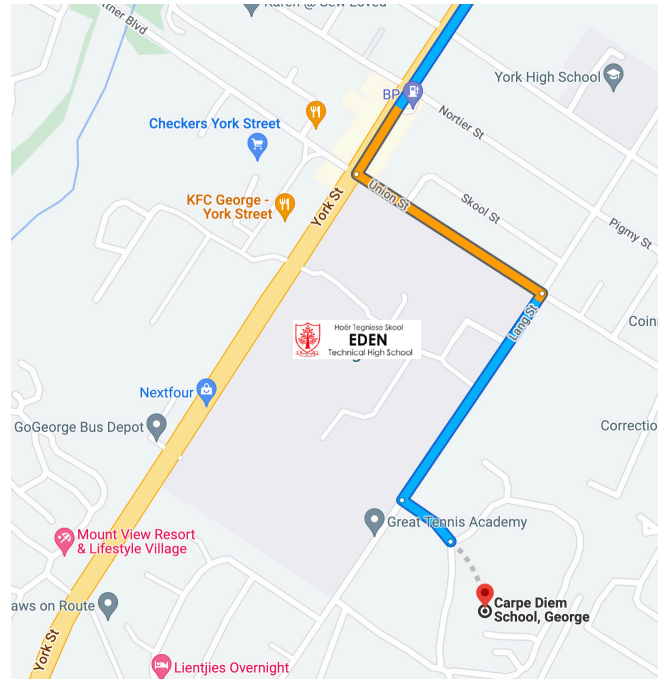 Karen @ Sew Loved
tner Blvd
York High School
BP
Nortier St
Checkers York Street
KFC George -
York Street
York St
Union St
Skool St
Pigmy St
Lang St
Coin
Hoër Tegniese Skool
EDEN
Technical High School
Nextfour
GoGeorge Bus Depot
Correctio
Great Tennis Academy
Mount View Resort
& Lifestyle Village
Carpe Diem
School, George
aws on Route
York St
Lientjies Overnight